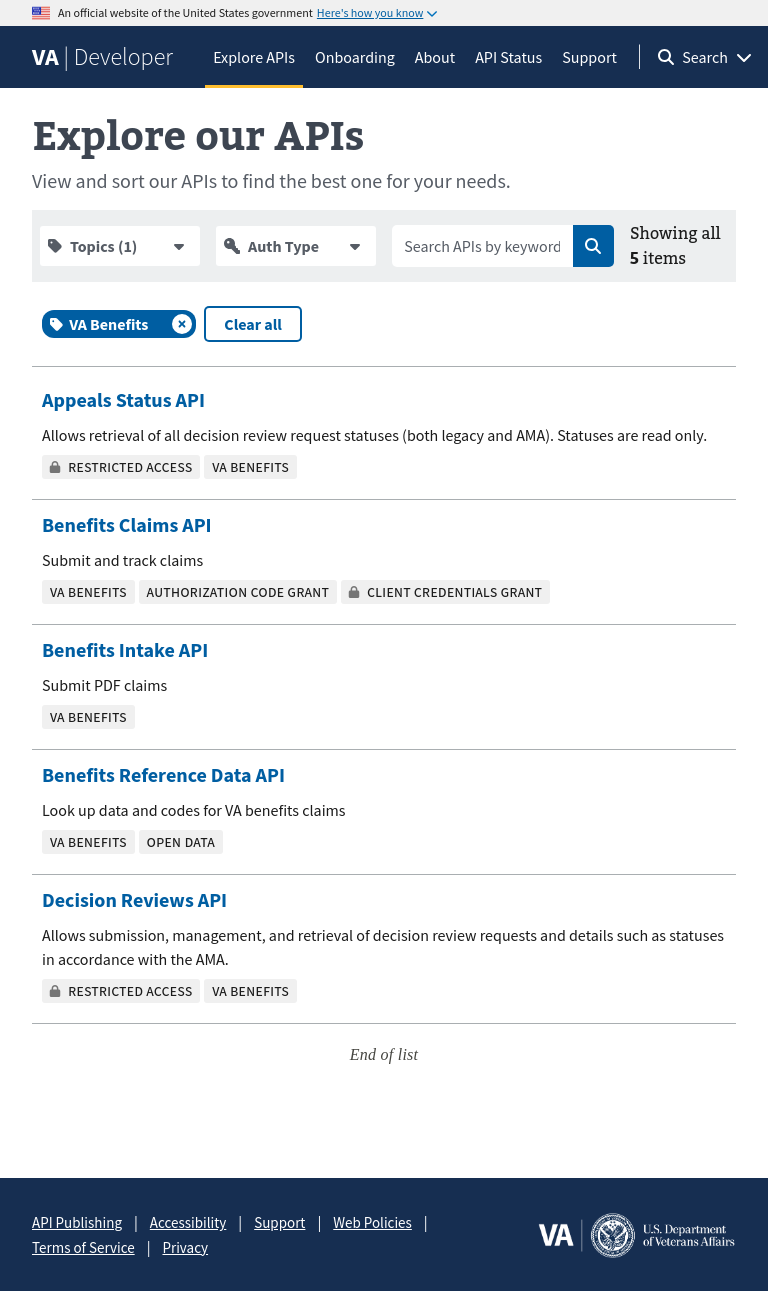 An official website of the United States government Here's how you know
VA | Developer Explore APIs Onboarding About API Status Support Search
Explore our APIs
View and sort our APIs to find the best one for your needs.
Topics (1) Auth Type Search APIs by keyword Showing all
5 items
VA Benefits Clear all
Appeals Status API
Allows retrieval of all decision review request statuses (both legacy and AMA). Statuses are read only.
RESTRICTED ACCESS VA BENEFITS
Benefits Claims API
Submit and track claims
VA BENEFITS AUTHORIZATION CODE GRANT CLIENT CREDENTIALS GRANT
Benefits Intake API
Submit PDF claims
VA BENEFITS
Benefits Reference Data API
Look up data and codes for VA benefits claims
VA BENEFITS OPEN DATA
Decision Reviews API
Allows submission, management, and retrieval of decision review requests and details such as statuses
in accordance with the AMA.
RESTRICTED ACCESS VA BENEFITS
End of list
API Publishing | Accessibility | Support | Web Policies |
Terms of Service | Privacy
VA | U.S. Department
of Veterans Affairs